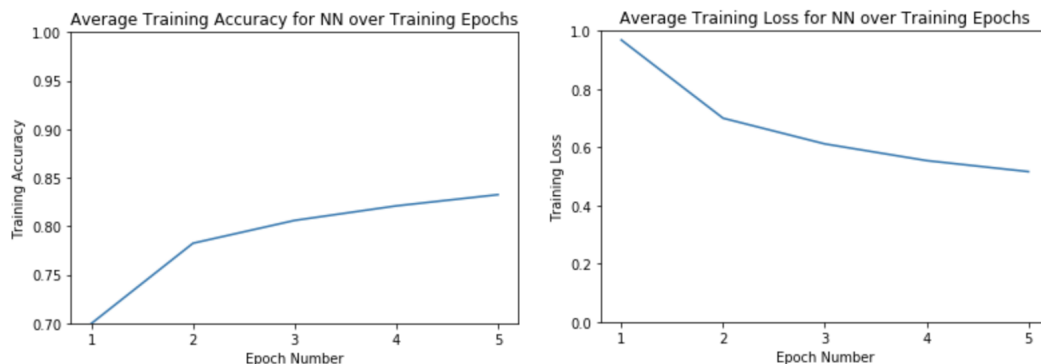 Average Training Accuracy for NN over Training Epochs
1.00
0.95
0.90
0.85
0.80
0.75
0.70
Training Accuracy
1 2 3 4 5
Epoch Number
Average Training Loss for NN over Training Epochs
1.0
0.8
0.6
0.4
0.2
0.0
Training Loss
1 2 3 4 5
Epoch Number